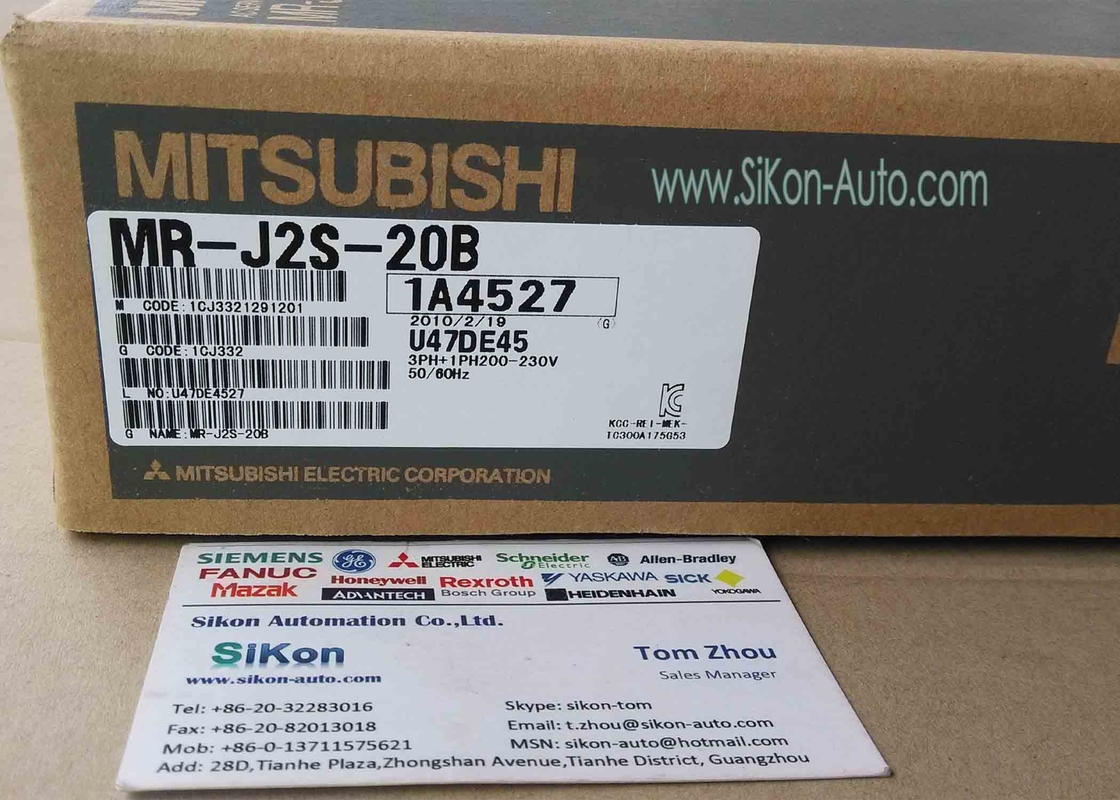 MITSUBISHI
www.SiKon-Auto.com
MR-J2S-20B
1A4527
M CODE:1CJ3321291201
2010/2/19 (G)
U47DE45
G CODE:1CJ332
3PH+1PH200-230V
50/60Hz
L NO:U47DE4527
KCC-REI-MEK-
TC300A175G53
G NAME:MR-J2S-20B
MITSUBISHI ELECTRIC CORPORATION
SIEMENS GE MITSUBISHI ELECTRIC Schneider Electric AB Allen-Bradley
FANUC Honeywell Rexroth Bosch Group YASKAWA SICK YOKOGAWA
Mazak ADVANTECH HEIDENHAIN
Sikon Automation Co.,Ltd.
SiKon
www.sikon-auto.com
Tom Zhou
Sales Manager
Tel: +86-20-32283016
Skype: sikon-tom
Fax: +86-20-82013018
Email: t.zhou@sikon-auto.com
Mob: +86-0-13711575621
MSN: sikon-auto@hotmail.com
Add: 28D,Tianhe Plaza,Zhongshan Avenue,Tianhe District, Guangzhou